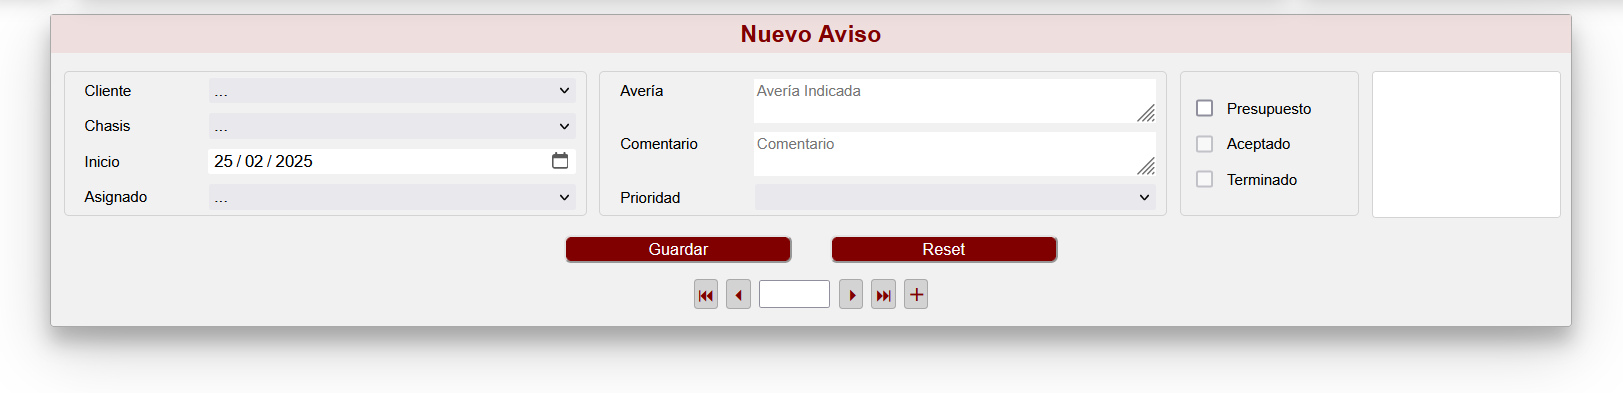 Nuevo Aviso
Cliente ...
Chasis ...
Inicio 25 / 02 / 2025
Asignado ...
Avería Avería Indicada
Comentario Comentario
Prioridad
Presupuesto
Aceptado
Terminado
Guardar Reset